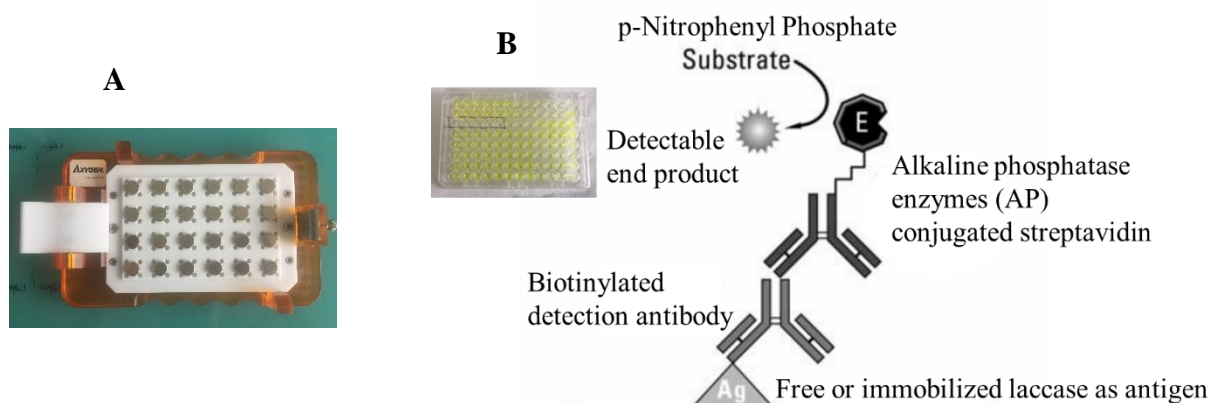 A
AXYGEN
B
p-Nitrophenyl Phosphate
Substrate
E
Detectable
end product
Alkaline phosphatase
enzymes (AP)
conjugated streptavidin
Biotinylated
detection antibody
Ag
Free or immobilized laccase as antigen